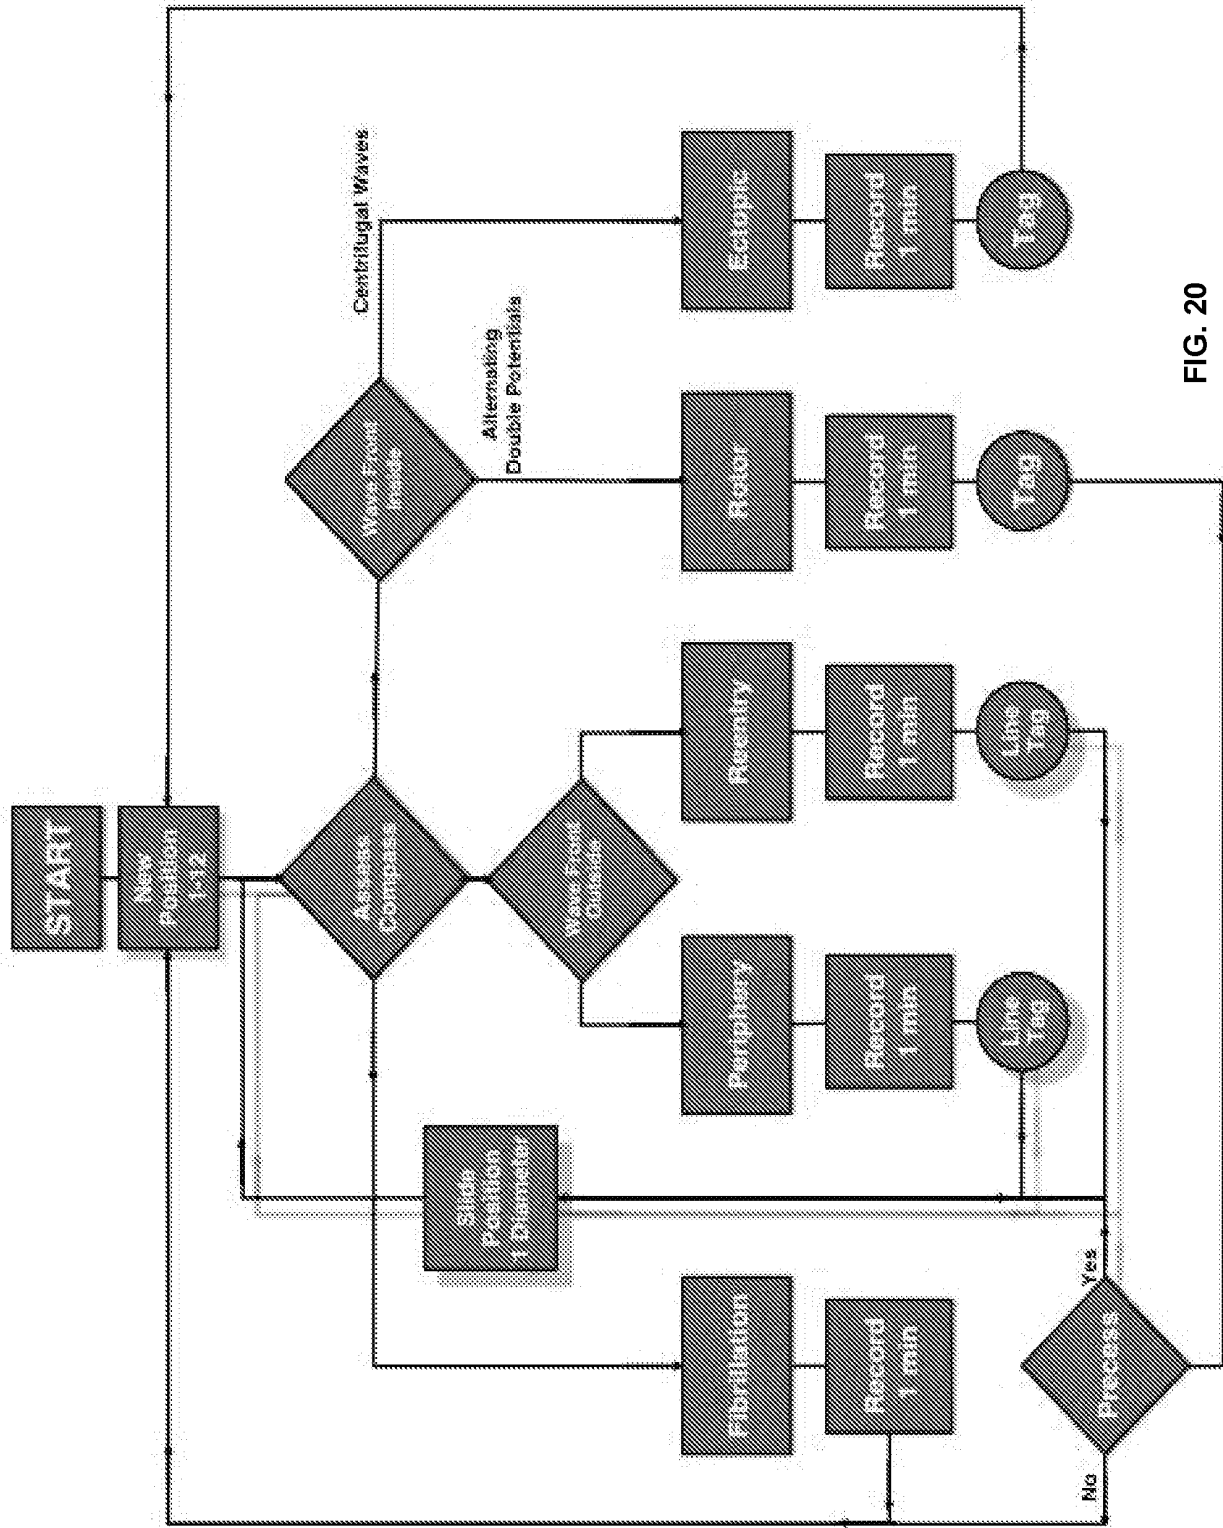 START
New
Position
1-12
Assess
Compass
Wave Front
Inside
Centrifugal Waves
Alternating
Double Potentials
Wave Front
Outside
Slide
Position
1 Diameter
Fibrillation
Periphery
Reentry
Rotor
Ectopic
Record
1 min
Record
1 min
Record
1 min
Record
1 min
Record
1 min
Line
Tag
Line
Tag
Tag
Tag
Precess
No
Yes
FIG. 20